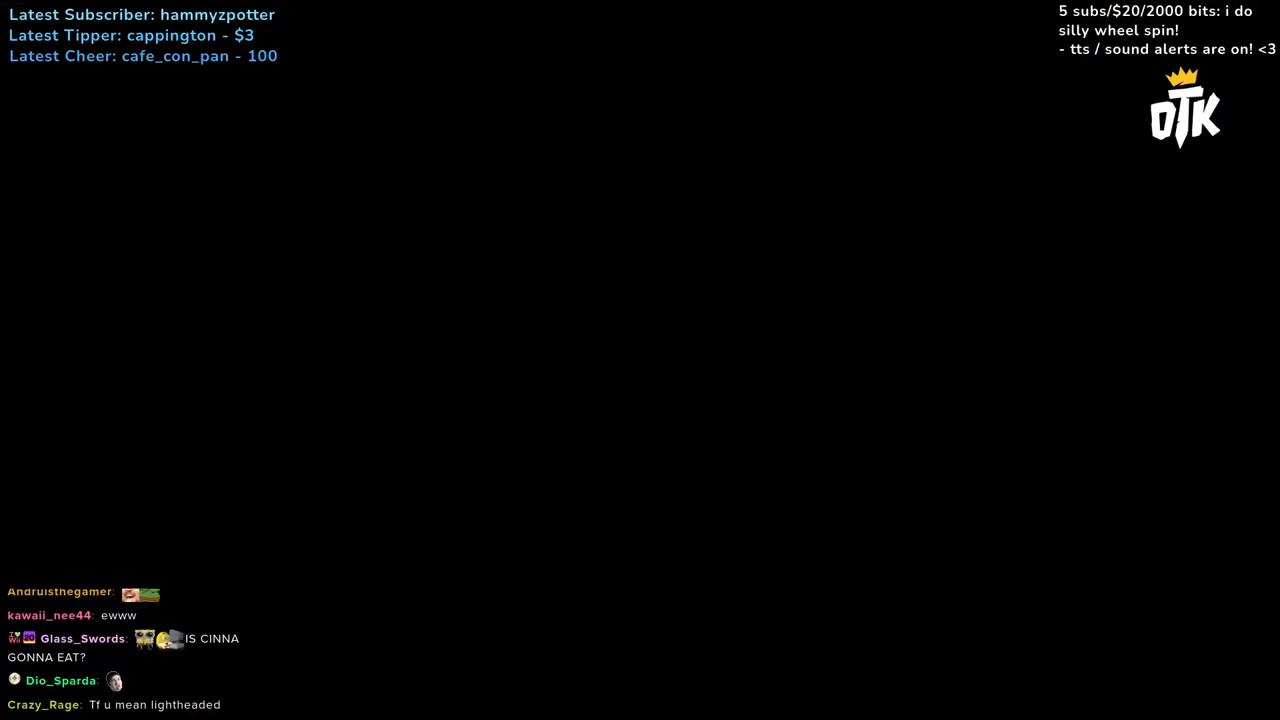 Latest Subscriber: hammyzpotter
Latest Tipper: cappington - $3
Latest Cheer: cafe_con_pan - 100
5 subs/$20/2000 bits: i do
silly wheel spin!
- tts / sound alerts are on! <3
OTK
Andruisthegamer:
kawaii_nee44: ewww
Glass_Swords: IS CINNA
GONNA EAT?
Dio_Sparda:
Crazy_Rage: Tf u mean lightheaded